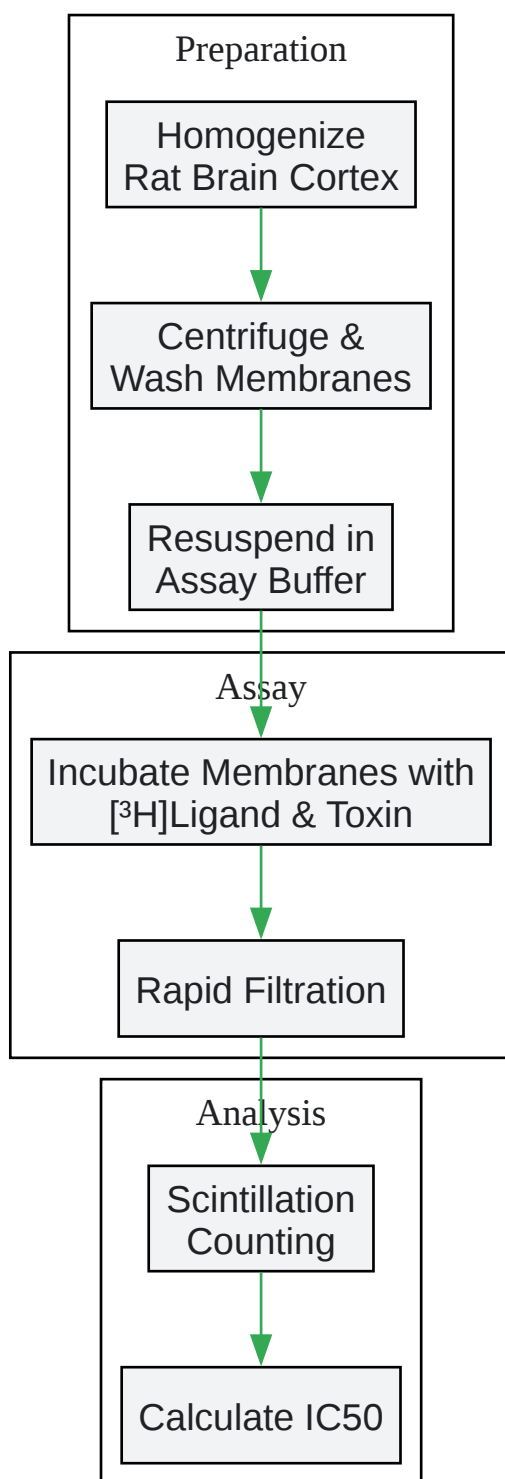 Preparation
Homogenize
Rat Brain Cortex
Centrifuge &
Wash Membranes
Resuspend in
Assay Buffer
Assay
Incubate Membranes with
[³H]Ligand & Toxin
Rapid Filtration
Analysis
Scintillation
Counting
Calculate IC50